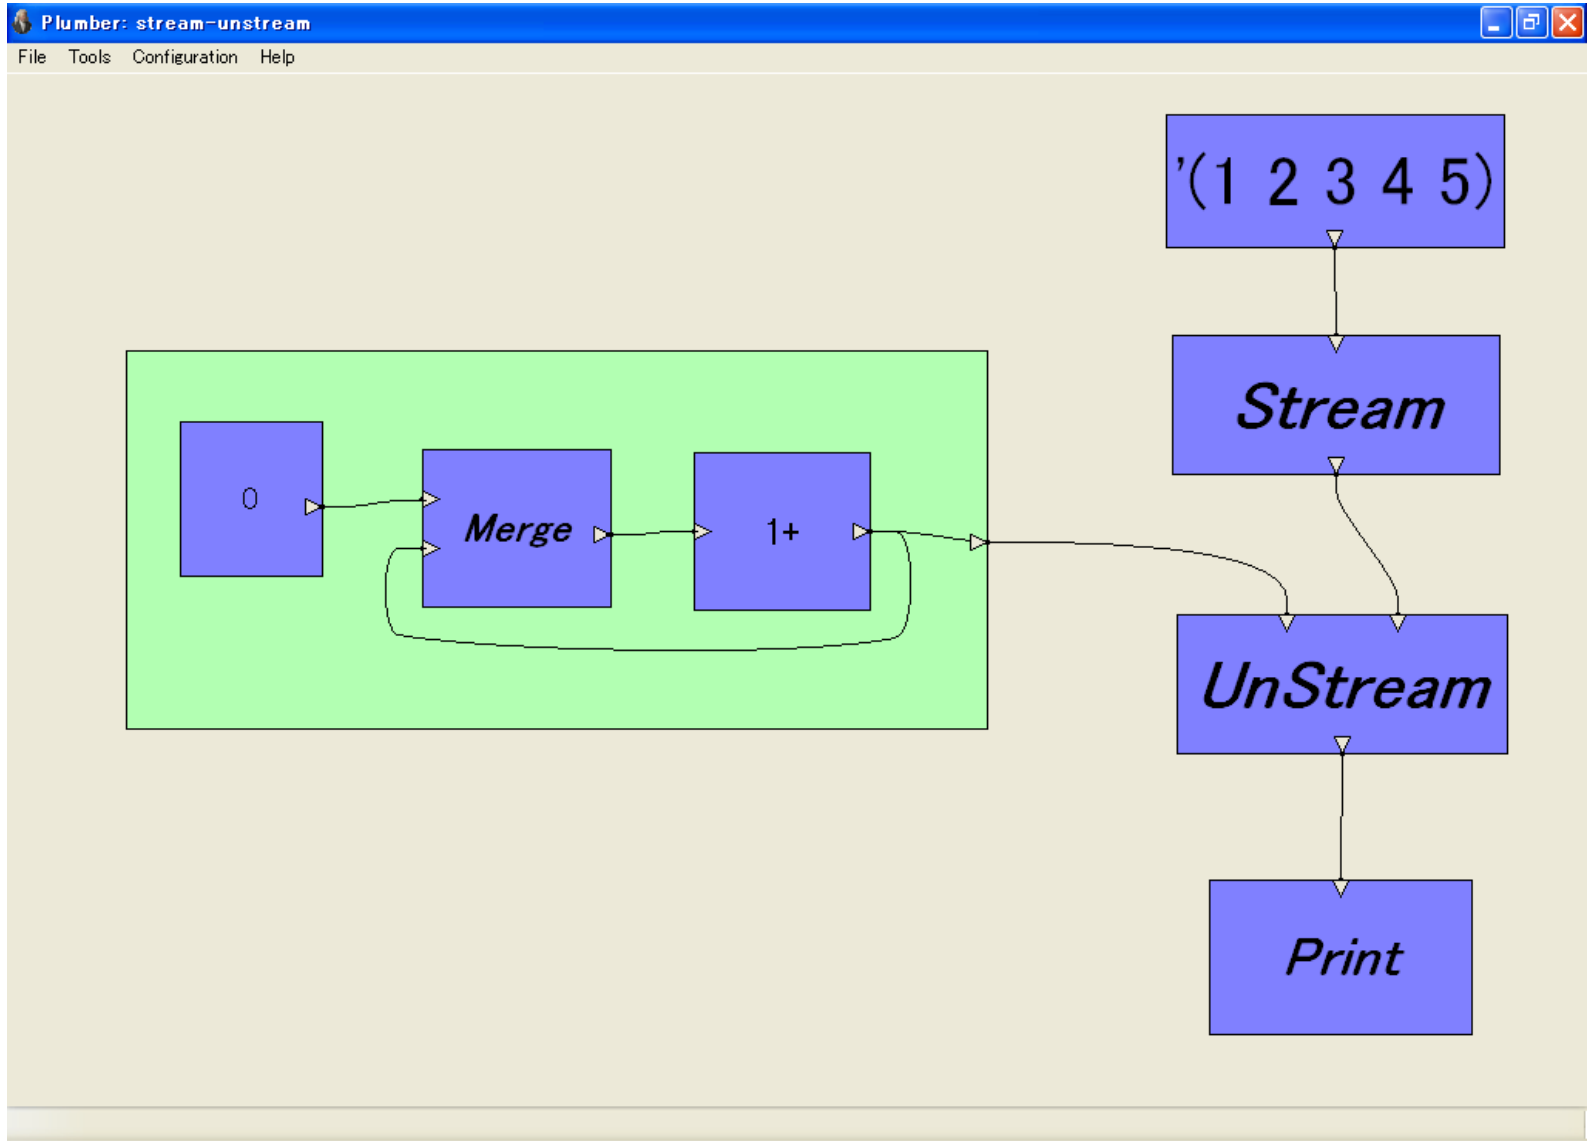 Plumber: stream-unstream
File Tools Configuration Help
'(1 2 3 4 5)
Stream
0
Merge
1+
UnStream
Print